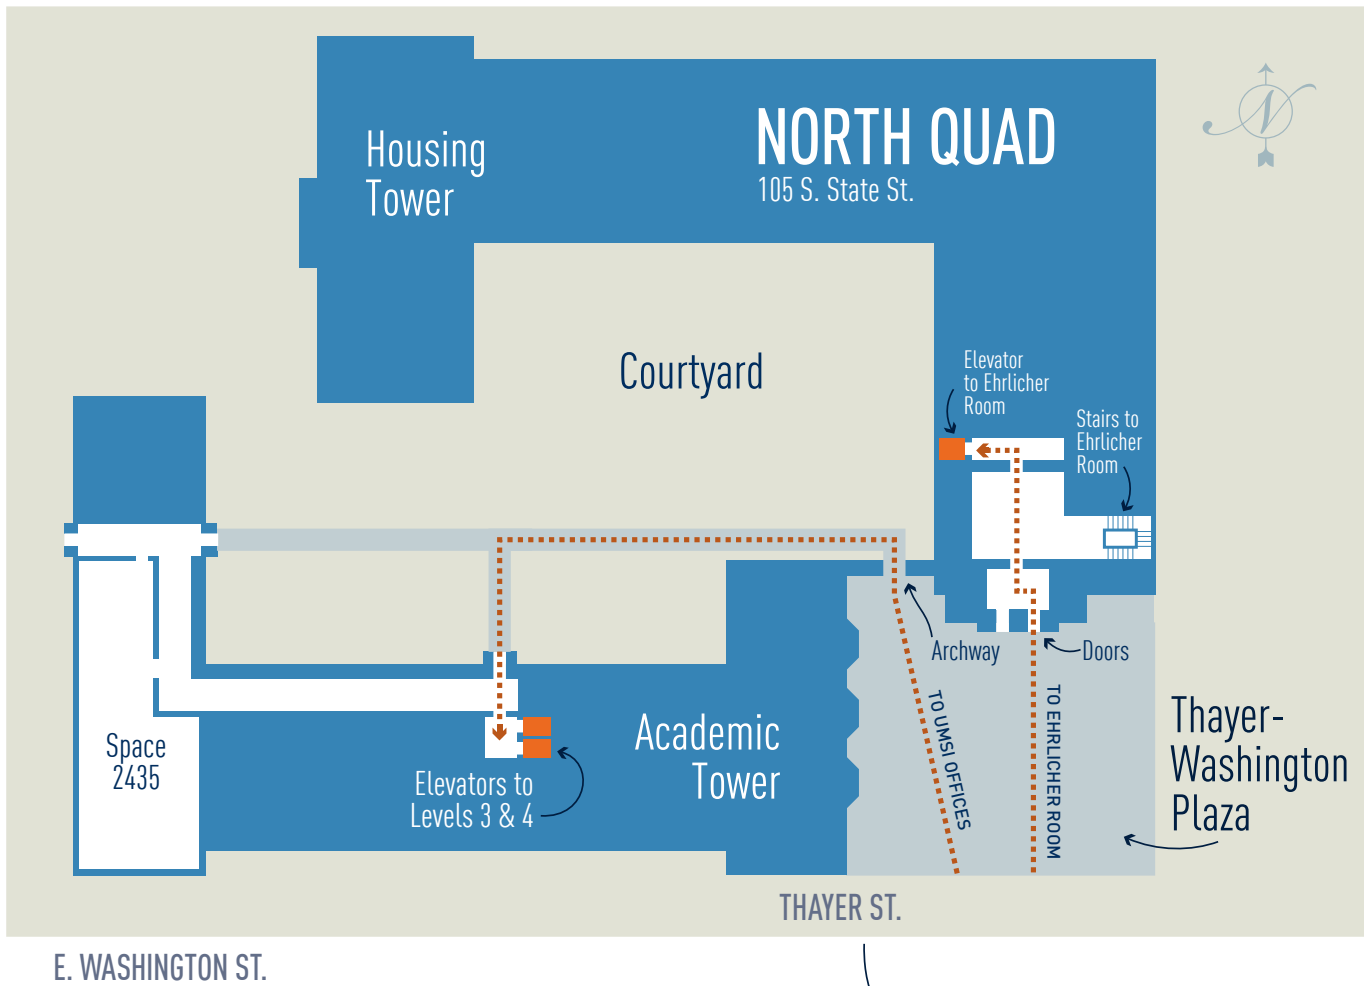 NORTH QUAD
105 S. State St.
N
Housing
Tower
Courtyard
Elevator
to Ehrlicher
Room
Stairs to
Ehrlicher
Room
Archway
Doors
TO UMSI OFFICES
TO EHRLICHER ROOM
Thayer-
Washington
Plaza
Space
2435
Academic
Tower
Elevators to
Levels 3 & 4
THAYER ST.
E. WASHINGTON ST.